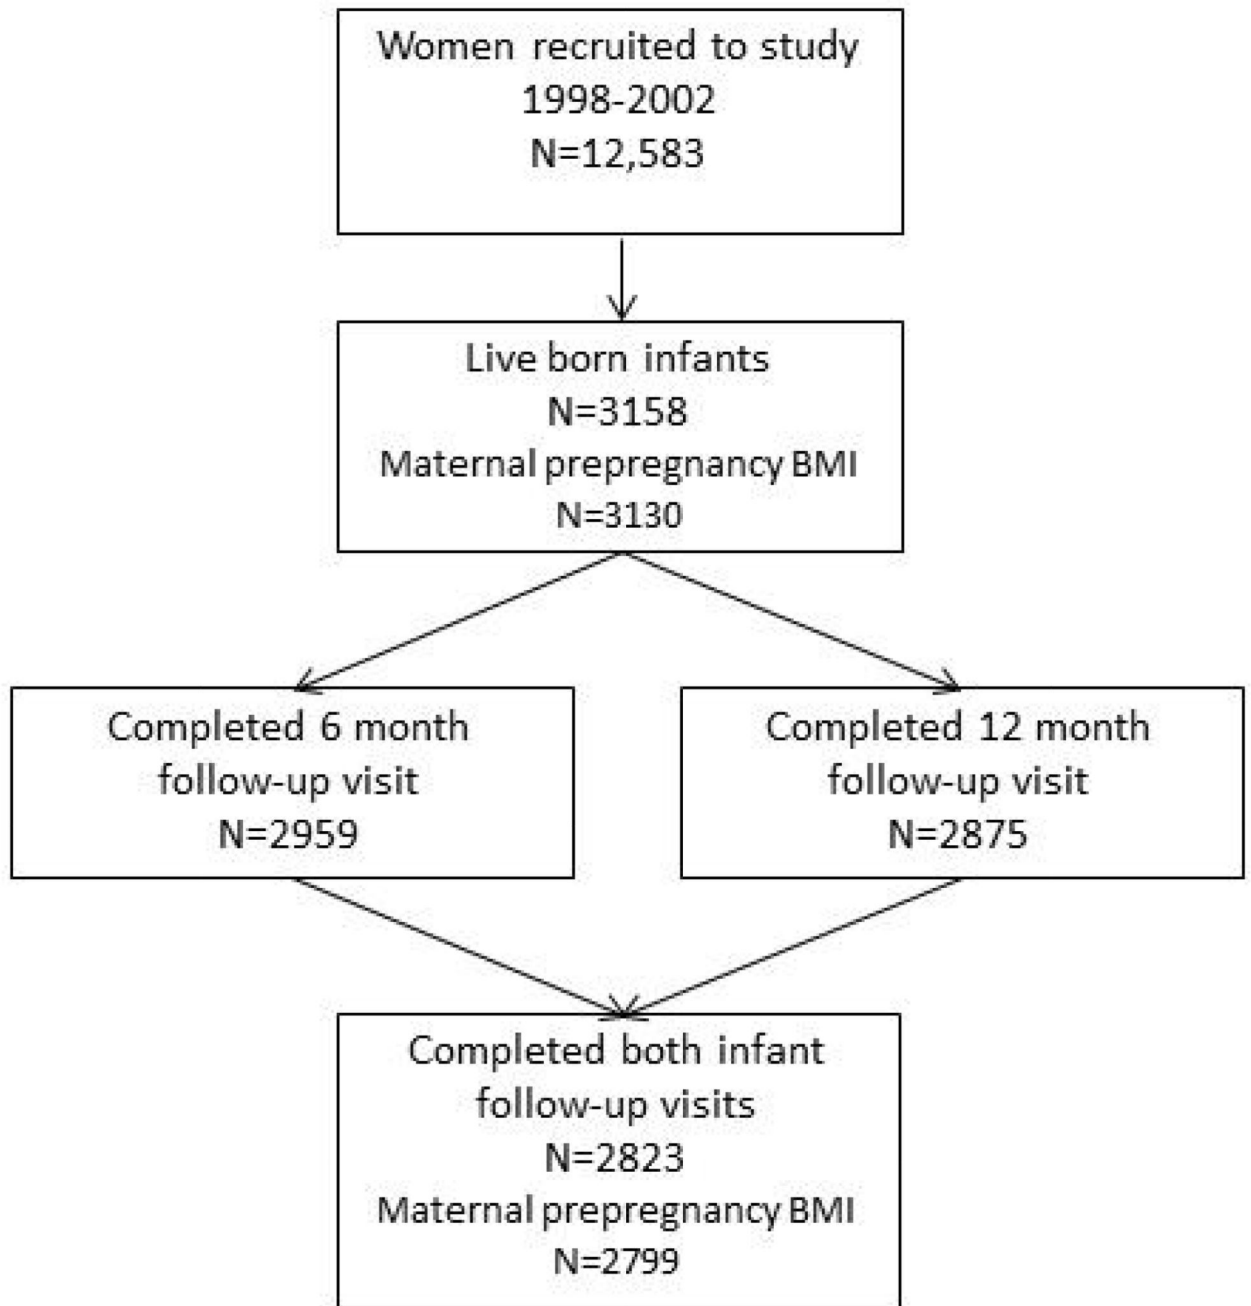 Women recruited to study
1998-2002
N=12,583
Live born infants
N=3158
Maternal prepregnancy BMI
N=3130
Completed 6 month
follow-up visit
N=2959
Completed 12 month
follow-up visit
N=2875
Completed both infant
follow-up visits
N=2823
Maternal prepregnancy BMI
N=2799